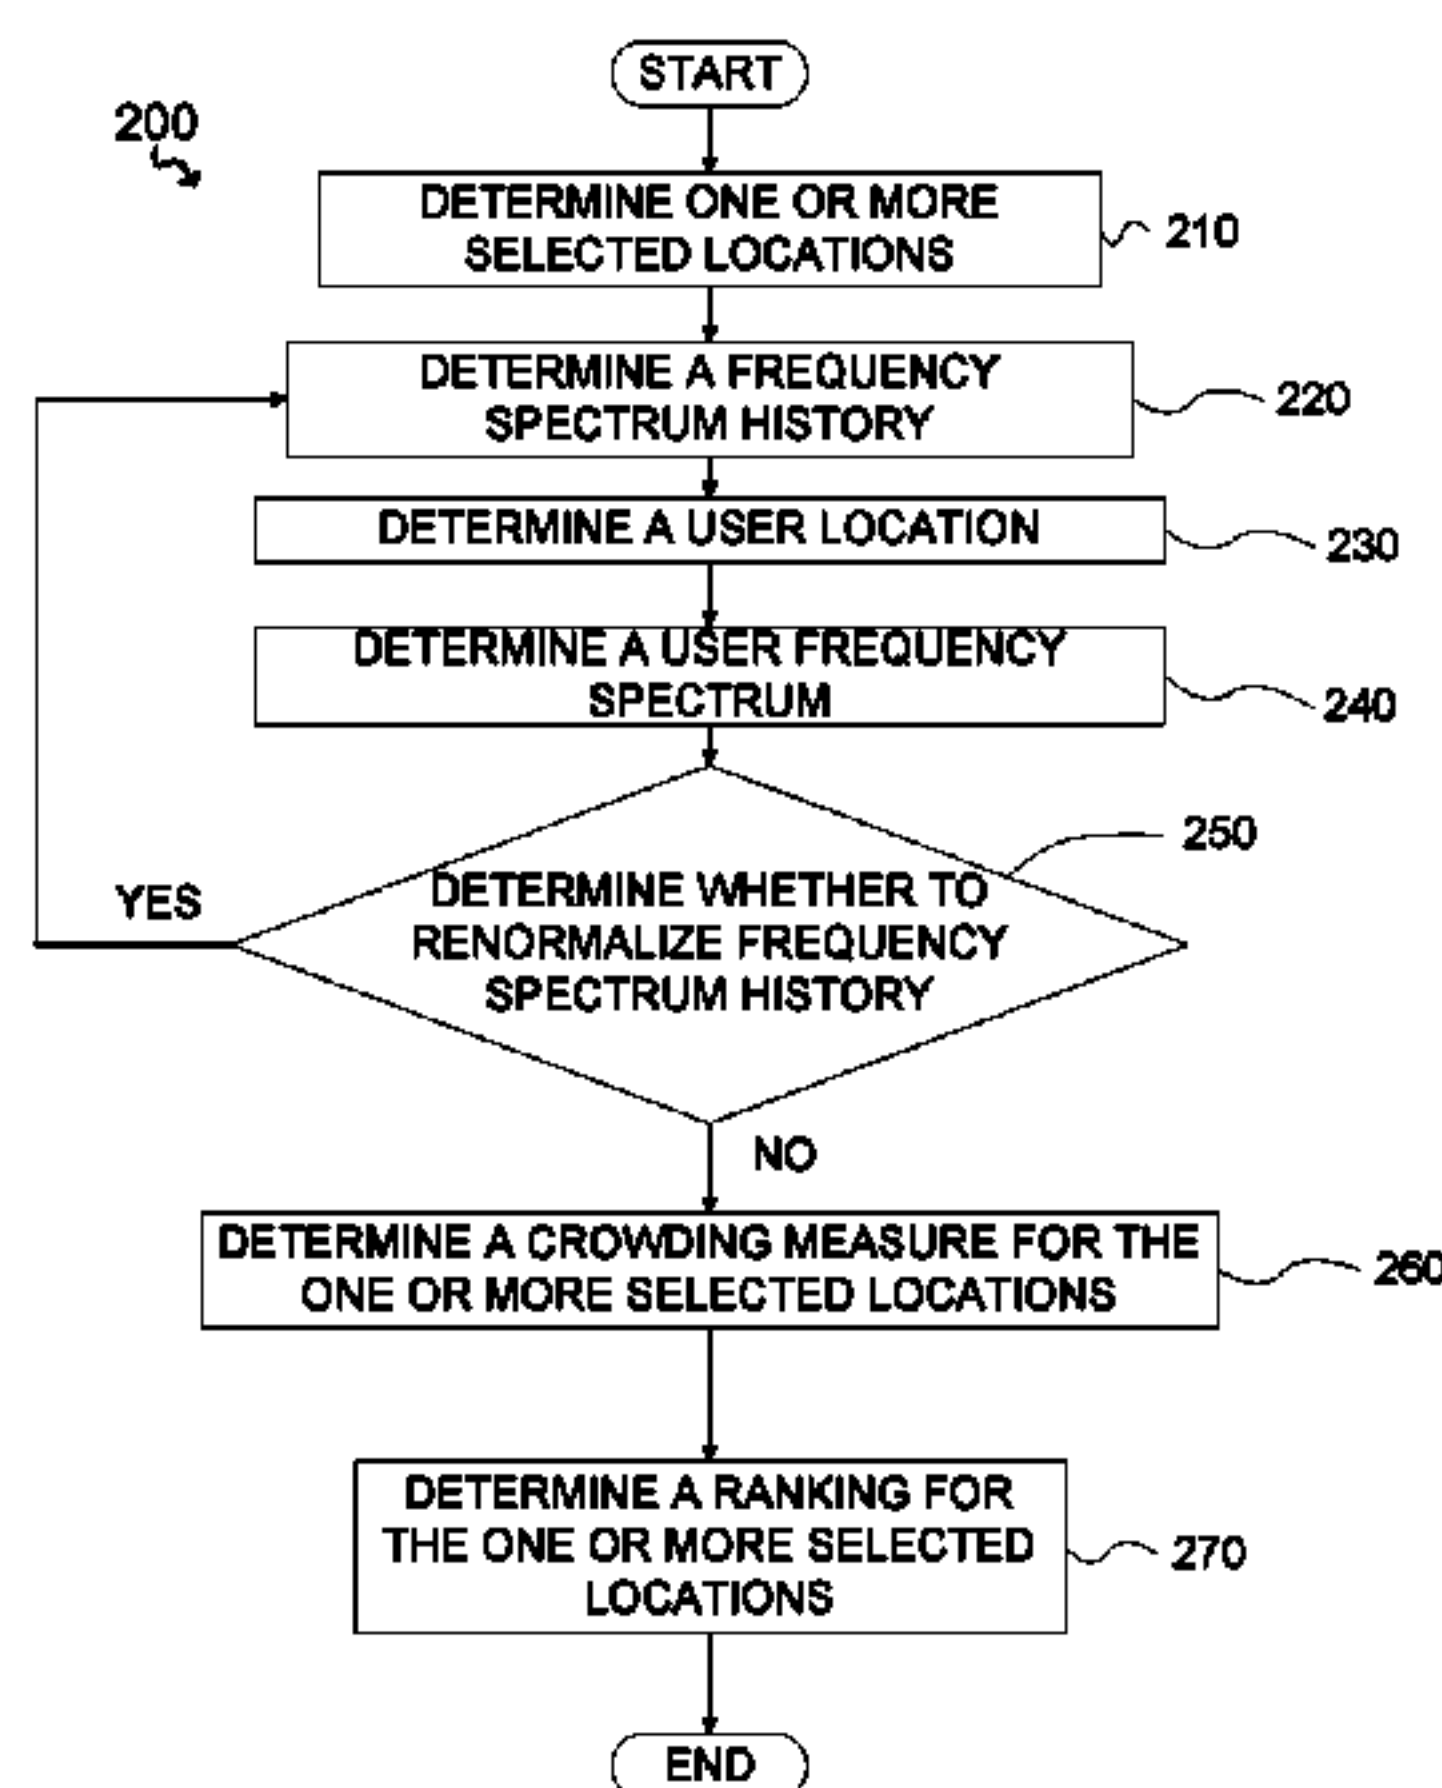 START
200
DETERMINE ONE OR MORE
SELECTED LOCATIONS
210
DETERMINE A FREQUENCY
SPECTRUM HISTORY
220
DETERMINE A USER LOCATION
230
DETERMINE A USER FREQUENCY
SPECTRUM
240
250
YES
DETERMINE WHETHER TO
RENORMALIZE FREQUENCY
SPECTRUM HISTORY
NO
DETERMINE A CROWDING MEASURE FOR THE
ONE OR MORE SELECTED LOCATIONS
260
DETERMINE A RANKING FOR
THE ONE OR MORE SELECTED
LOCATIONS
270
END